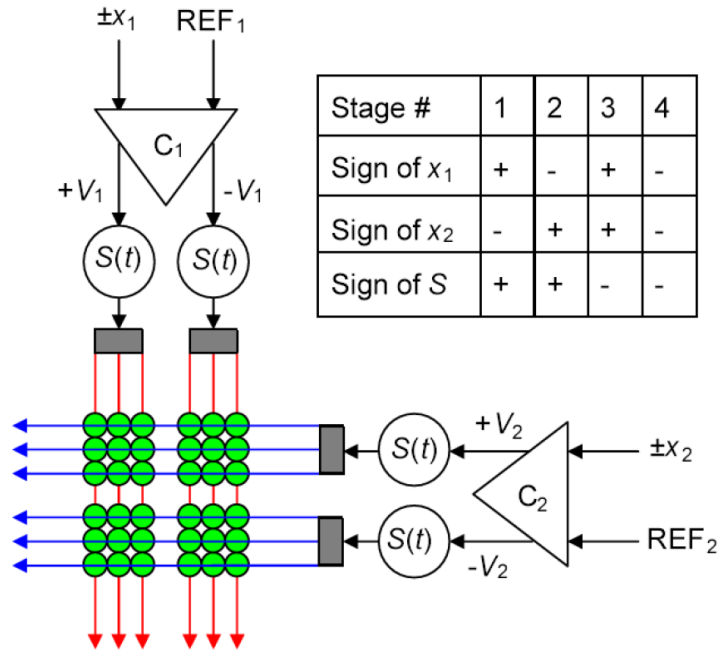 ±x₁ REF₁
C₁
+V₁ -V₁
S(t) S(t)
Stage # 1 2 3 4
Sign of x₁ + - + -
Sign of x₂ - + + -
Sign of S + + - -
S(t) +V₂ ±x₂
C₂
S(t) -V₂ REF₂